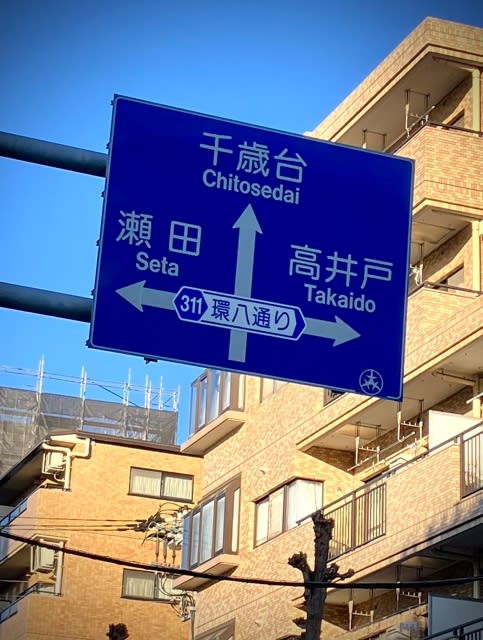 千歳台
Chitosedai
瀬田
Seta
高井戸
Takaido
311 環八通り